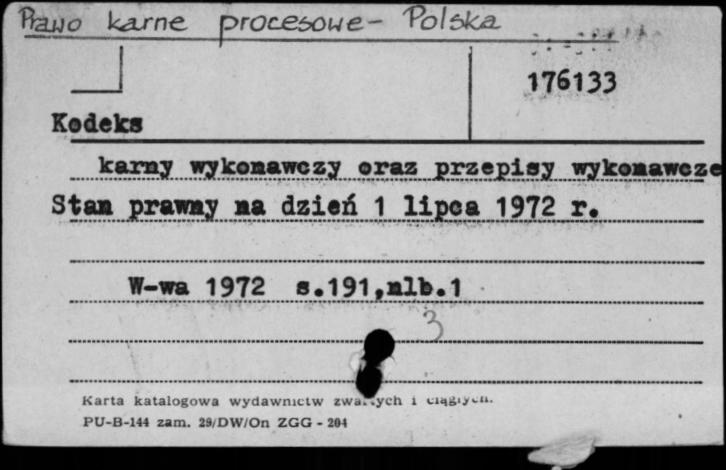 Prawo karne procesowe - Polska
176133
Kodeks
karny wykonawczy oraz przepisy wykonawcze
Stan prawny na dzień 1 lipca 1972 r.
W-wa 1972 s.191,nlb.1
3
Karta katalogowa wydawnictw zwartych i ciągłych.
PU-B-144 zam. 29/DW/On ZGG - 204